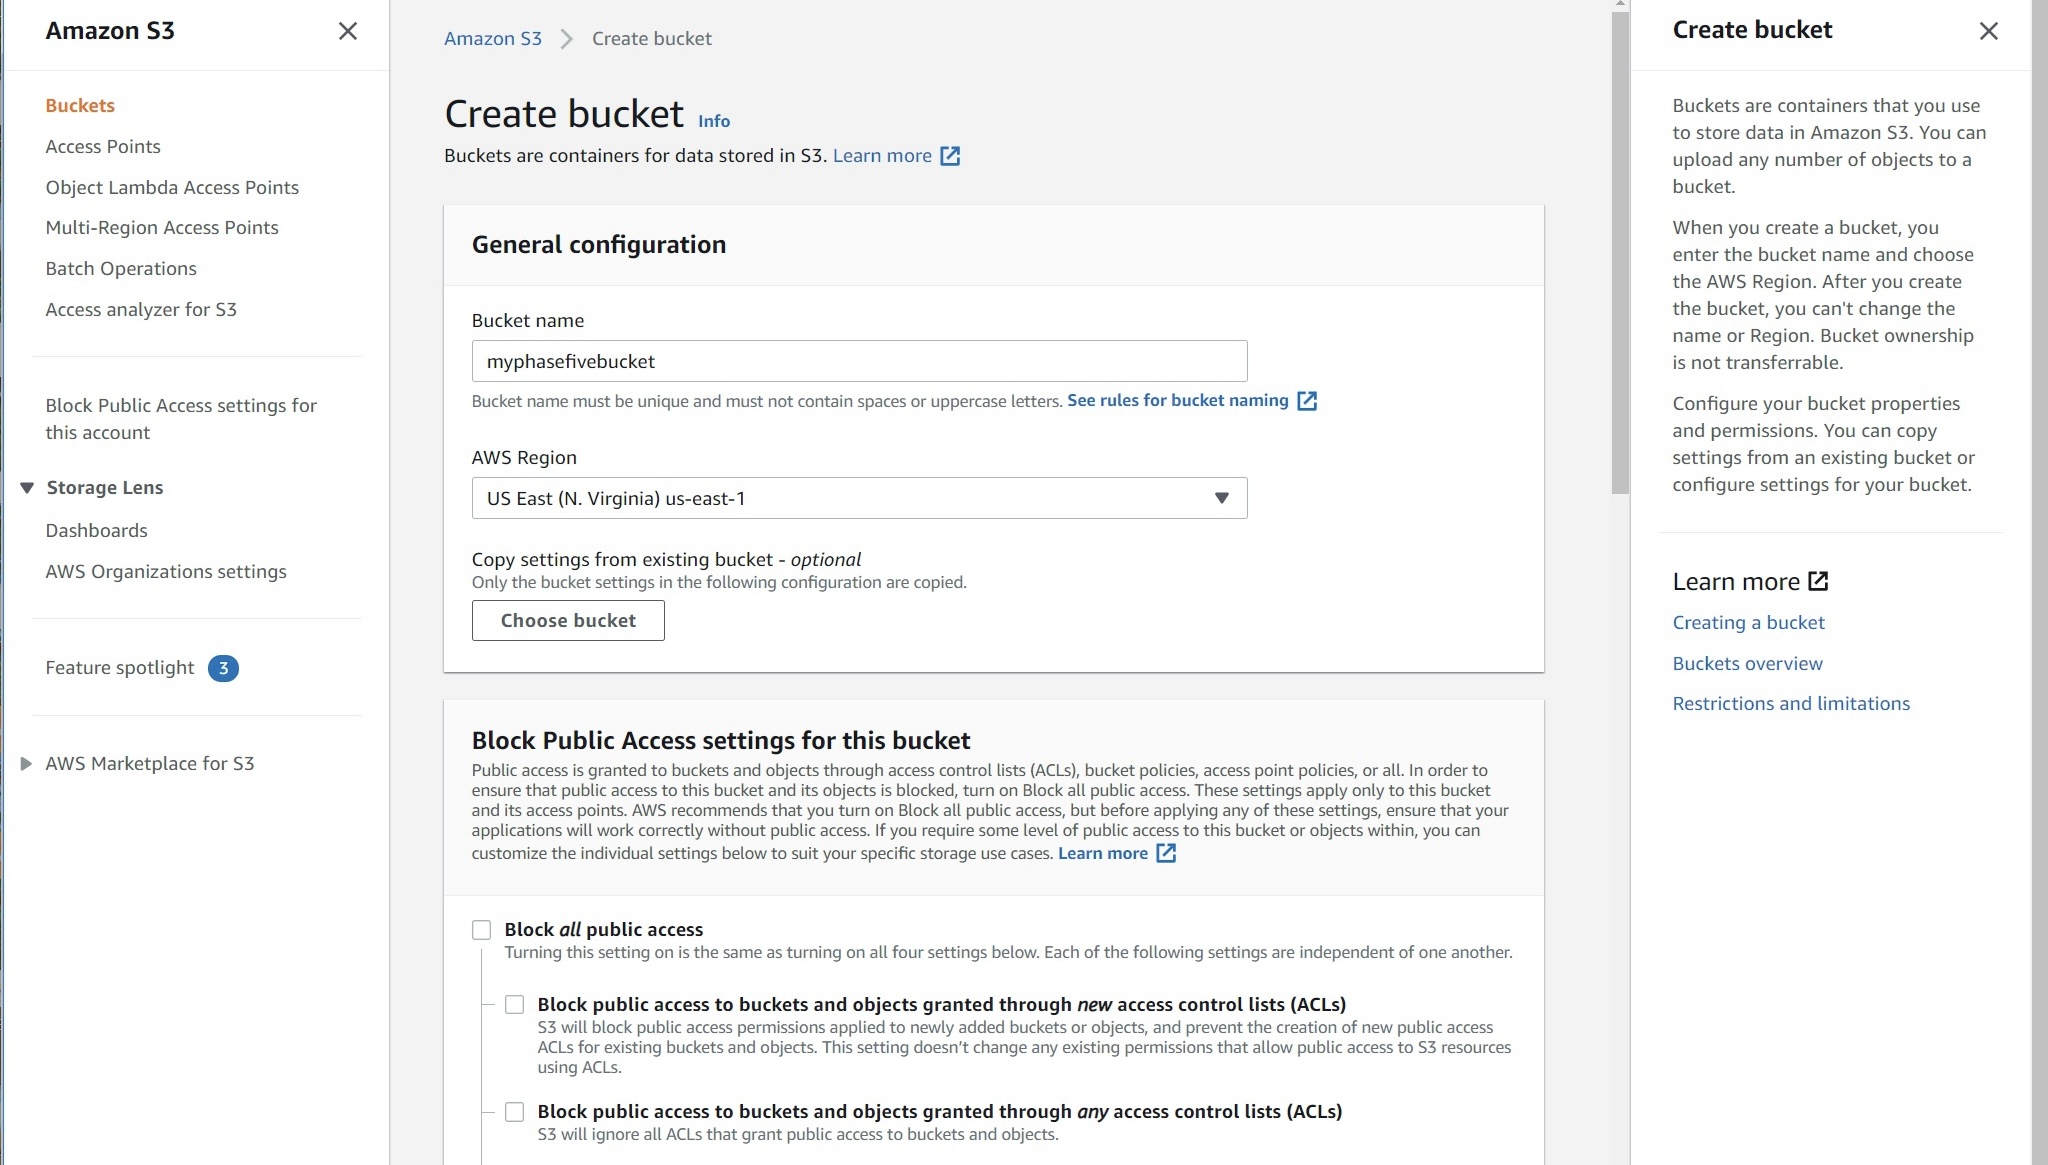 Amazon S3
Buckets
Access Points
Object Lambda Access Points
Multi-Region Access Points
Batch Operations
Access analyzer for S3
Block Public Access settings for
this account
Storage Lens
Dashboards
AWS Organizations settings
Feature spotlight 3
AWS Marketplace for S3
Amazon S3 Create bucket
Create bucket Info
Buckets are containers for data stored in S3. Learn more
General configuration
Bucket name
myphasefivebucket
Bucket name must be unique and must not contain spaces or uppercase letters. See rules for bucket naming
AWS Region
US East (N. Virginia) us-east-1
Copy settings from existing bucket - optional
Only the bucket settings in the following configuration are copied.
Choose bucket
Block Public Access settings for this bucket
Public access is granted to buckets and objects through access control lists (ACLs), bucket policies, access point policies, or all. In order to
ensure that public access to this bucket and its objects is blocked, turn on Block all public access. These settings apply only to this bucket
and its access points. AWS recommends that you turn on Block all public access, but before applying any of these settings, ensure that your
applications will work correctly without public access. If you require some level of public access to this bucket or objects within, you can
customize the individual settings below to suit your specific storage use cases. Learn more
Block all public access
Turning this setting on is the same as turning on all four settings below. Each of the following settings are independent of one another.
Block public access to buckets and objects granted through new access control lists (ACLs)
S3 will block public access permissions applied to newly added buckets or objects, and prevent the creation of new public access
ACLs for existing buckets and objects. This setting doesn’t change any existing permissions that allow public access to S3 resources
using ACLs.
Block public access to buckets and objects granted through any access control lists (ACLs)
S3 will ignore all ACLs that grant public access to buckets and objects.
Create bucket
Buckets are containers that you use
to store data in Amazon S3. You can
upload any number of objects to a
bucket.
When you create a bucket, you
enter the bucket name and choose
the AWS Region. After you create
the bucket, you can't change the
name or Region. Bucket ownership
is not transferrable.
Configure your bucket properties
and permissions. You can copy
settings from an existing bucket or
configure settings for your bucket.
Learn more
Creating a bucket
Buckets overview
Restrictions and limitations